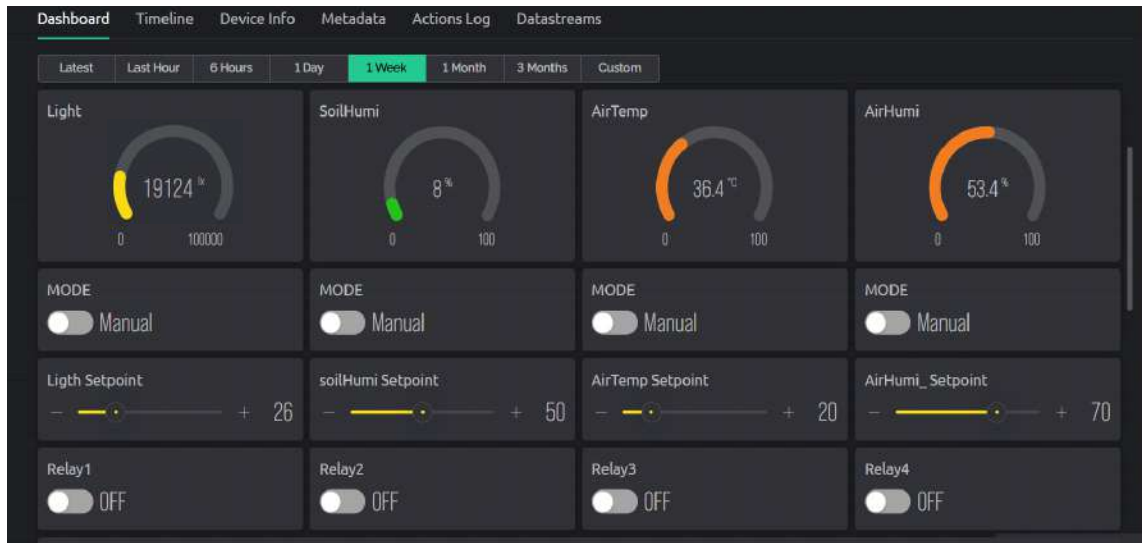 Dashboard Timeline Device Info Metadata Actions Log Datastreams
Latest Last Hour 6 Hours 1 Day 1 Week 1 Month 3 Months Custom
Light SoilHumi AirTemp AirHumi
19124 lx 8 % 36.4 °C 53.4 %
0 100000 0 100 0 100 0 100
MODE MODE MODE MODE
Manual Manual Manual Manual
Ligth Setpoint soilHumi Setpoint AirTemp Setpoint AirHumi_ Setpoint
− + 26 − + 50 − + 20 − + 70
Relay1 Relay2 Relay3 Relay4
OFF OFF OFF OFF